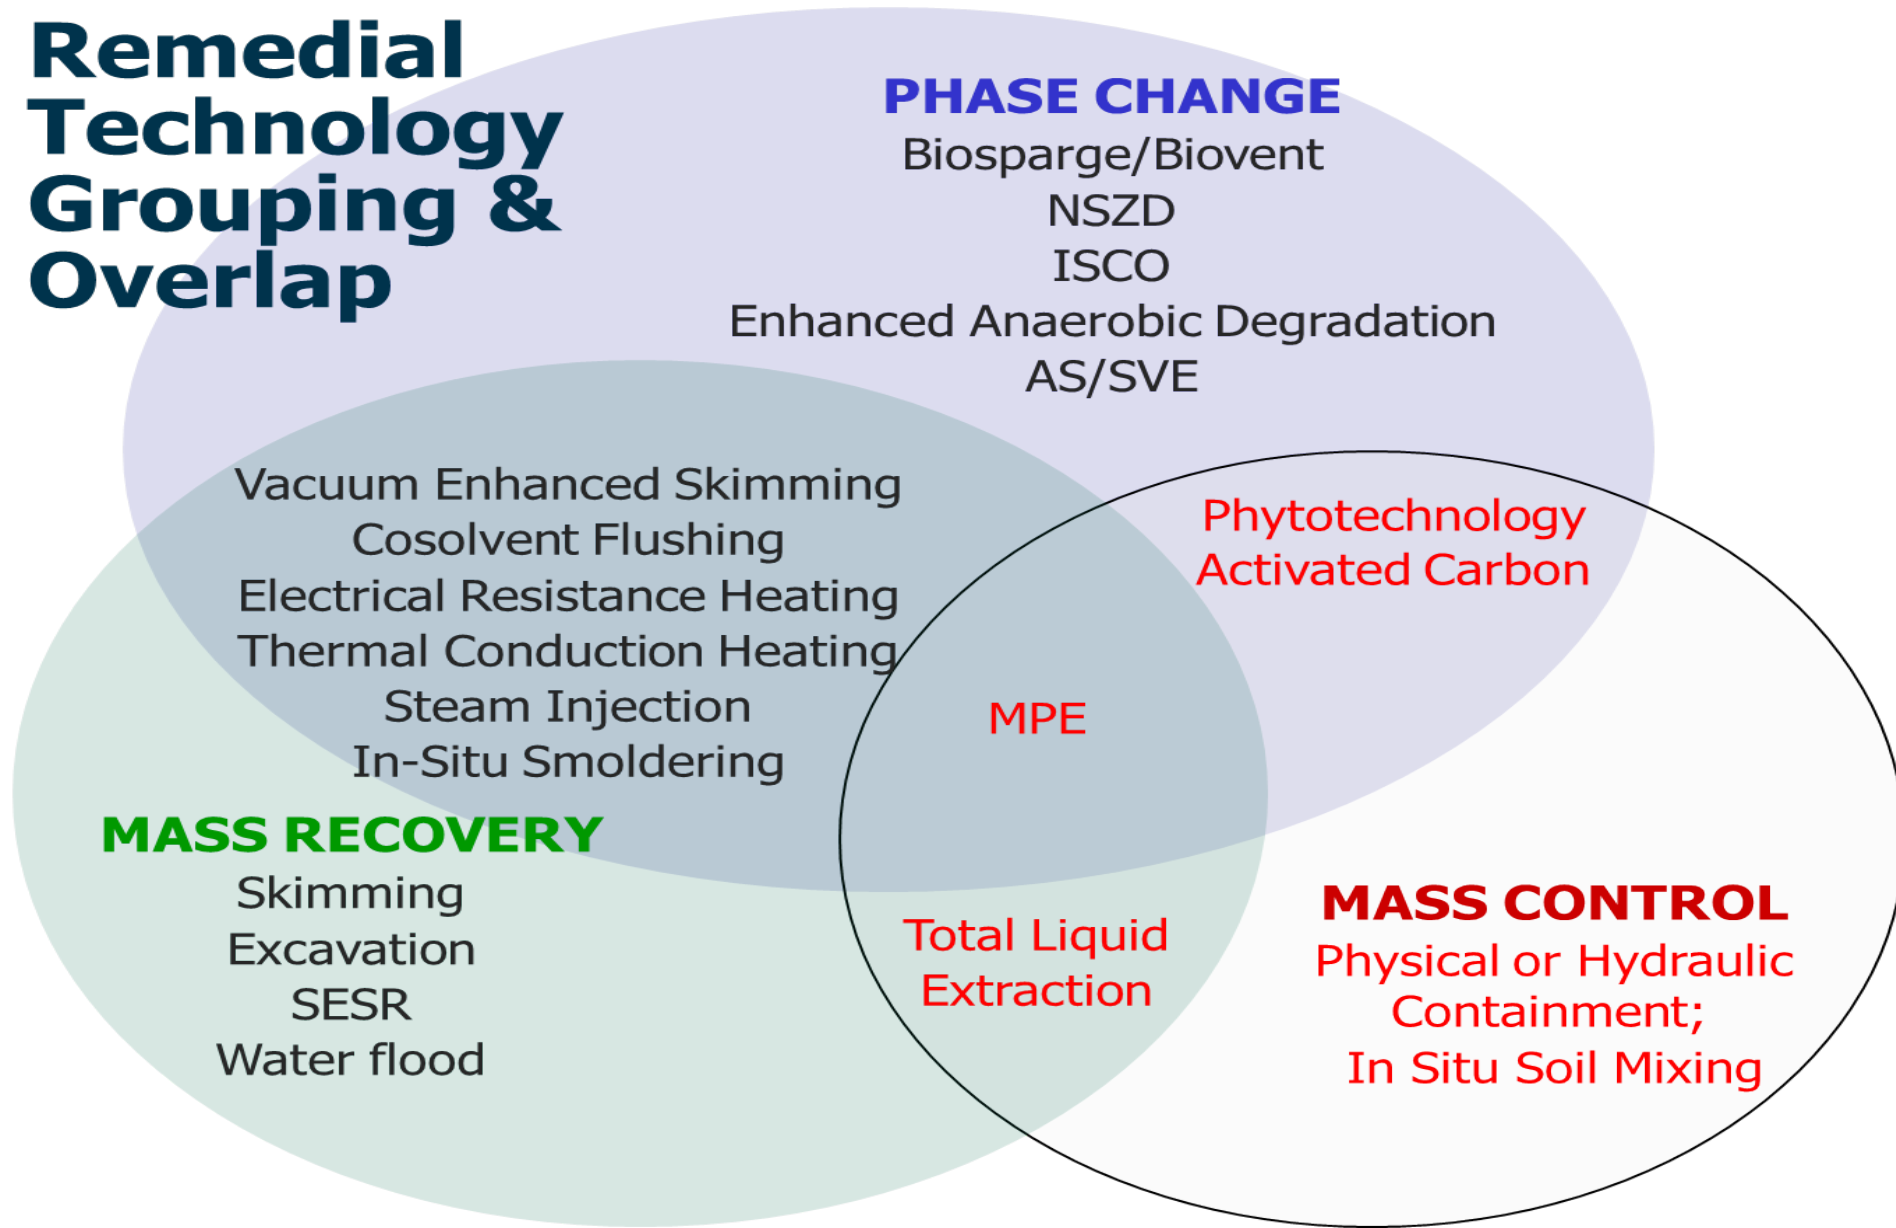 Remedial
Technology
Grouping &
Overlap
PHASE CHANGE
Biosparge/Biovent
NSZD
ISCO
Enhanced Anaerobic Degradation
AS/SVE
Vacuum Enhanced Skimming
Cosolvent Flushing
Electrical Resistance Heating
Thermal Conduction Heating
Steam Injection
In-Situ Smoldering
Phytotechnology
Activated Carbon
MPE
MASS RECOVERY
Skimming
Excavation
SESR
Water flood
Total Liquid
Extraction
MASS CONTROL
Physical or Hydraulic
Containment;
In Situ Soil Mixing